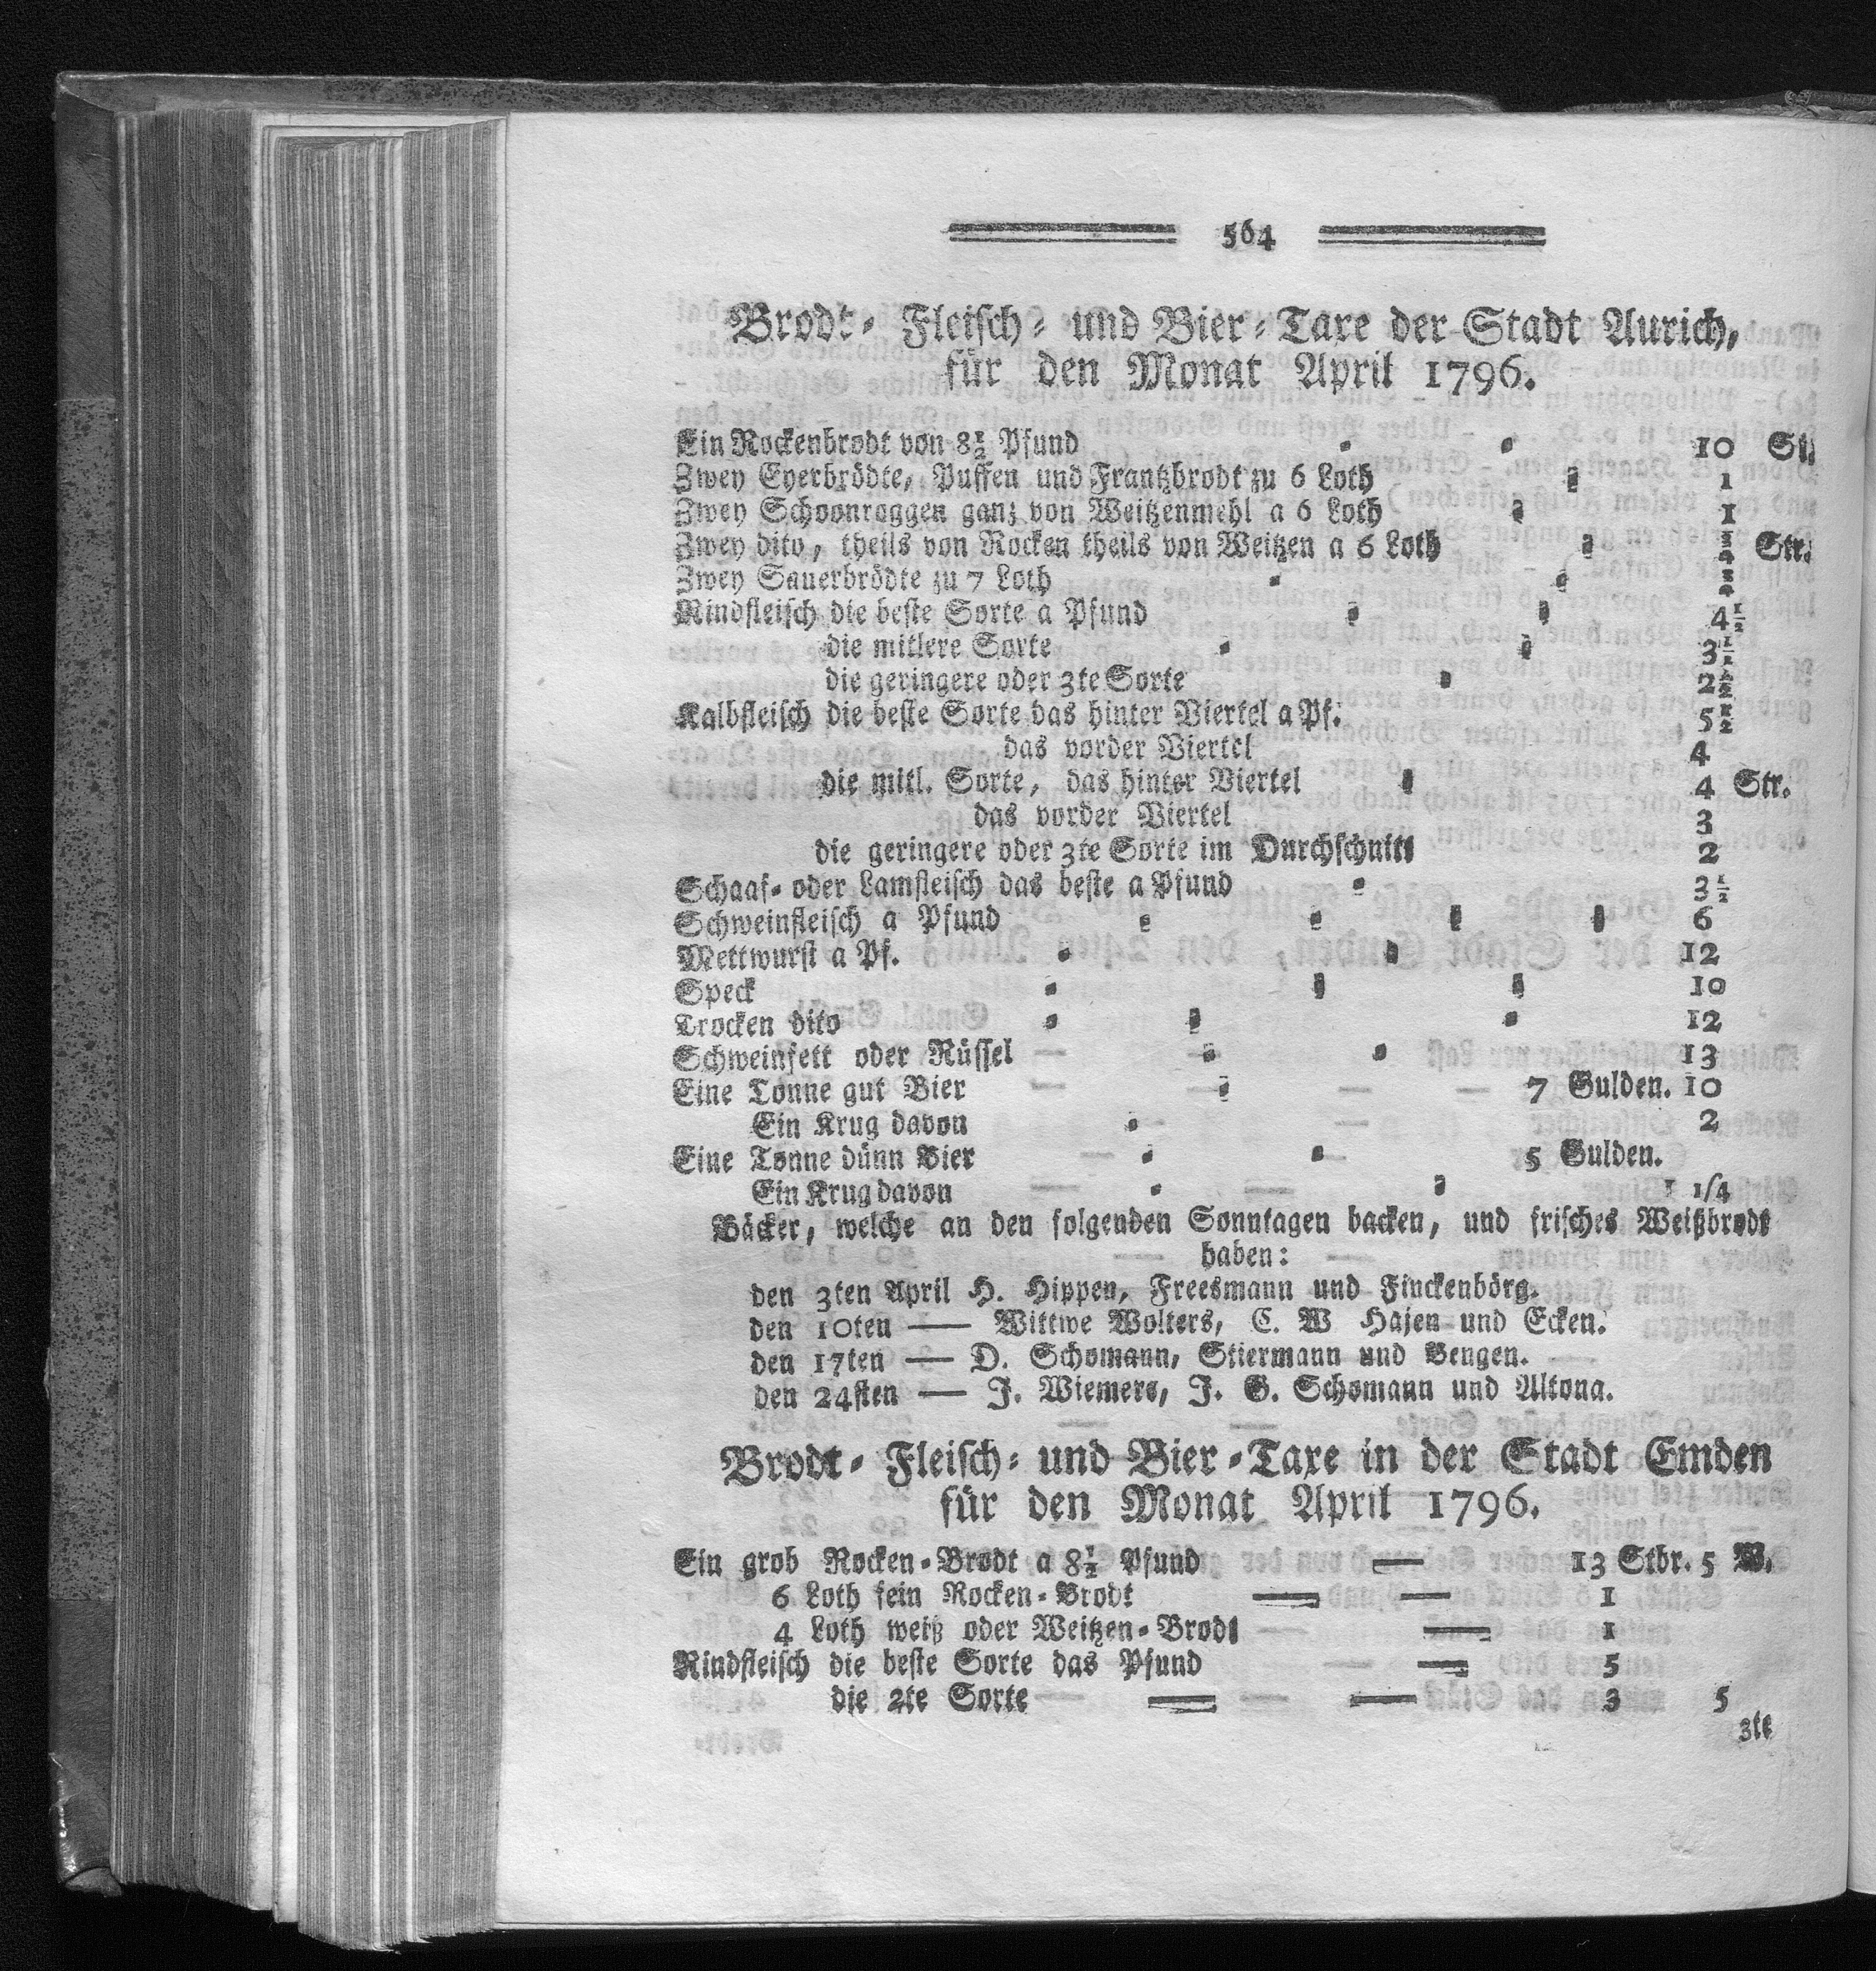 564
Brodt- Fleisch- und Bier-Taxe der Stadt Aurich,
für den Monat April 1796.
Ein Rockenbrodt von 8½ Pfund 10 St.
Zwey Eyerbrödte, Puffen und Frantzbrodt zu 6 Loth 1
Zwey Schoonroggen ganz von Weitzenmehl a 6 Loth 1
Zwey dito, theils von Rocken theils von Weitzen a 6 Loth ¾ Str.
Zwey Sauerbrödte zu 7 Loth
Rindfleisch die beste Sorte a Pfund 4½
die mitlere Sorte 3½
die geringere oder 3te Sorte 2½
Kalbfleisch die beste Sorte das hinter Viertel a Pf. 5½
das vorder Viertel 4
die mitl. Sorte, das hinter Viertel 4 Str.
das vorder Viertel 3
die geringere oder 3te Sorte im Durchschnitt 2
Schaaf- oder Lamfleisch das beste a Pfund 3½
Schweinfleisch a Pfund 6
Mettwurst a Pf. 12
Speck 10
Trocken dito 12
Schweinfett oder Rüssel 13
Eine Tonne gut Bier 7 Gulden. 10
Ein Krug davon 2
Eine Tonne dünn Bier 5 Gulden.
Ein Krug davon 1 1/4
Bäcker, welche an den folgenden Sonntagen backen, und frisches Weißbrodt
haben:
den 3ten April H. Hippen, Freesmann und Finckenbörg.
den 10ten — Wittwe Wolters, C. W Hajen und Ecken.
den 17ten — D. Schomann, Stiermann und Bengen.
den 24sten — J. Wiemers, J. G. Schomann und Altona.
Brodt- Fleisch- und Bier-Taxe in der Stadt Emden
für den Monat April 1796.
Ein grob Rocken-Brodt a 8½ Pfund — 13 Stbr. 5 W.
6 Loth fein Rocken-Brodt — — 1
4 Loth weiß oder Weitzen-Brodt — 1
Rindfleisch die beste Sorte das Pfund — 5
die 2te Sorte — — 3 5
3te